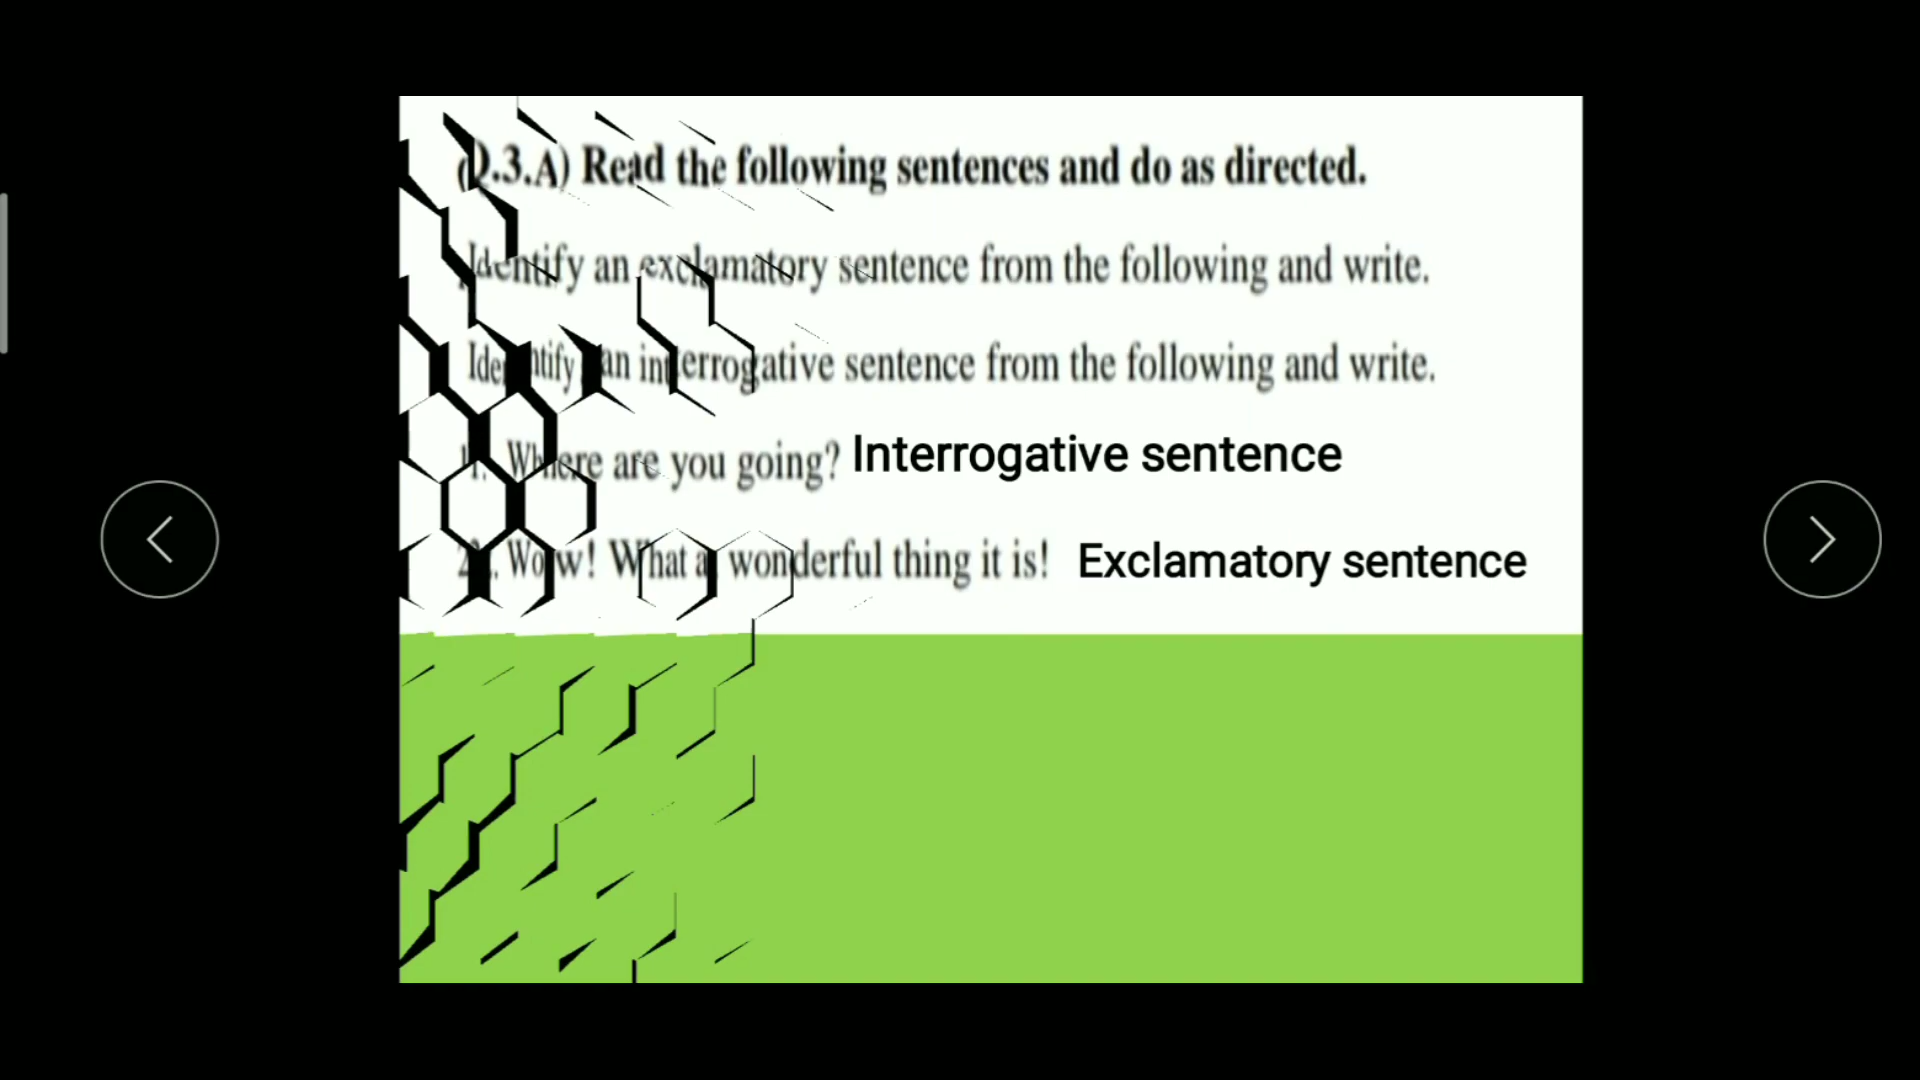 Q.3.A) Read the following sentences and do as directed.
Identify an exclamatory sentence from the following and write.
Identify an interrogative sentence from the following and write.
1. Where are you going? Interrogative sentence
2. Wow! What a wonderful thing it is! Exclamatory sentence